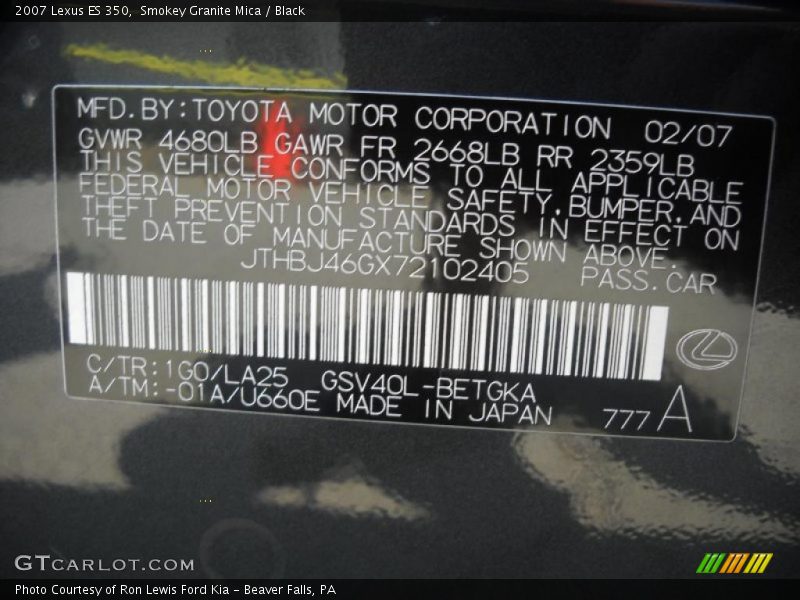 2007 Lexus ES 350,  Smokey Granite Mica / Black
MFD.BY:TOYOTA MOTOR CORPORATION 02/07
GVWR 4680LB GAWR FR 2668LB RR 2359LB
THIS VEHICLE CONFORMS TO ALL APPLICABLE
FEDERAL MOTOR VEHICLE SAFETY,BUMPER,AND
THEFT PREVENTION STANDARDS IN EFFECT ON
THE DATE OF MANUFACTURE SHOWN ABOVE.
JTHBJ46GX72102405 PASS.CAR
C/TR:1G0/LA25 GSV40L-BETGKA
A/TM:-01A/U660E MADE IN JAPAN 777 A
GTCARLOT.COM
Photo Courtesy of Ron Lewis Ford Kia - Beaver Falls, PA